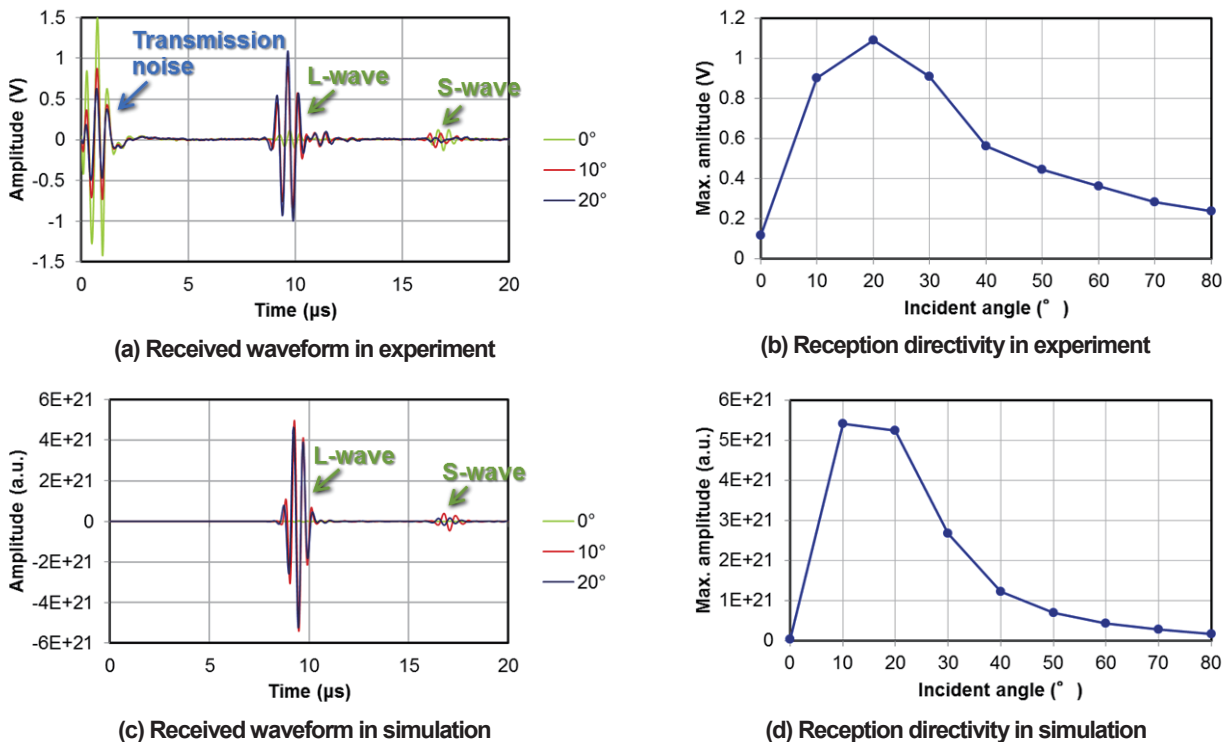 1.5
1
0.5
0
-0.5
-1
-1.5
Amplitude (V)
Transmission
noise
L-wave
S-wave
0 5 10 15 20
Time (µs)
0°
10°
20°
(a) Received waveform in experiment
1.2
1
0.8
0.6
0.4
0.2
0
Max. amlitude (V)
0 10 20 30 40 50 60 70 80
Incident angle (° )
(b) Reception directivity in experiment
6E+21
4E+21
2E+21
0
-2E+21
-4E+21
-6E+21
Amplitude (a.u.)
L-wave
S-wave
0 5 10 15 20
Time (µs)
0°
10°
20°
(c) Received waveform in simulation
6E+21
5E+21
4E+21
3E+21
2E+21
1E+21
0
Max. amplitude (a.u.)
0 10 20 30 40 50 60 70 80
Incident angle (° )
(d) Reception directivity in simulation